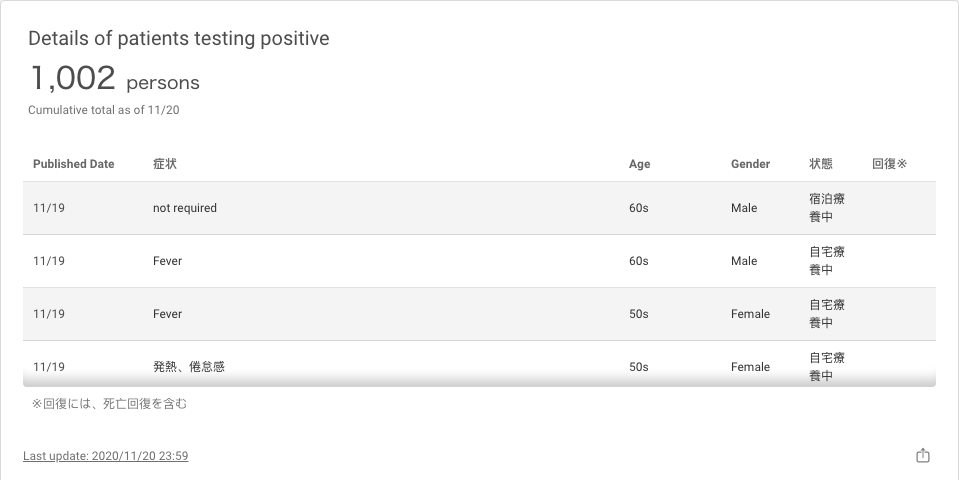 Details of patients testing positive
1,002 persons
Cumulative total as of 11/20
Published Date 症状 Age Gender 状態 回復※
11/19 not required 60s Male 宿泊療
養中
11/19 Fever 60s Male 自宅療
養中
11/19 Fever 50s Female 自宅療
養中
11/19 発熱、倦怠感 50s Female 自宅療
養中
※回復には、死亡回復を含む
Last update: 2020/11/20 23:59